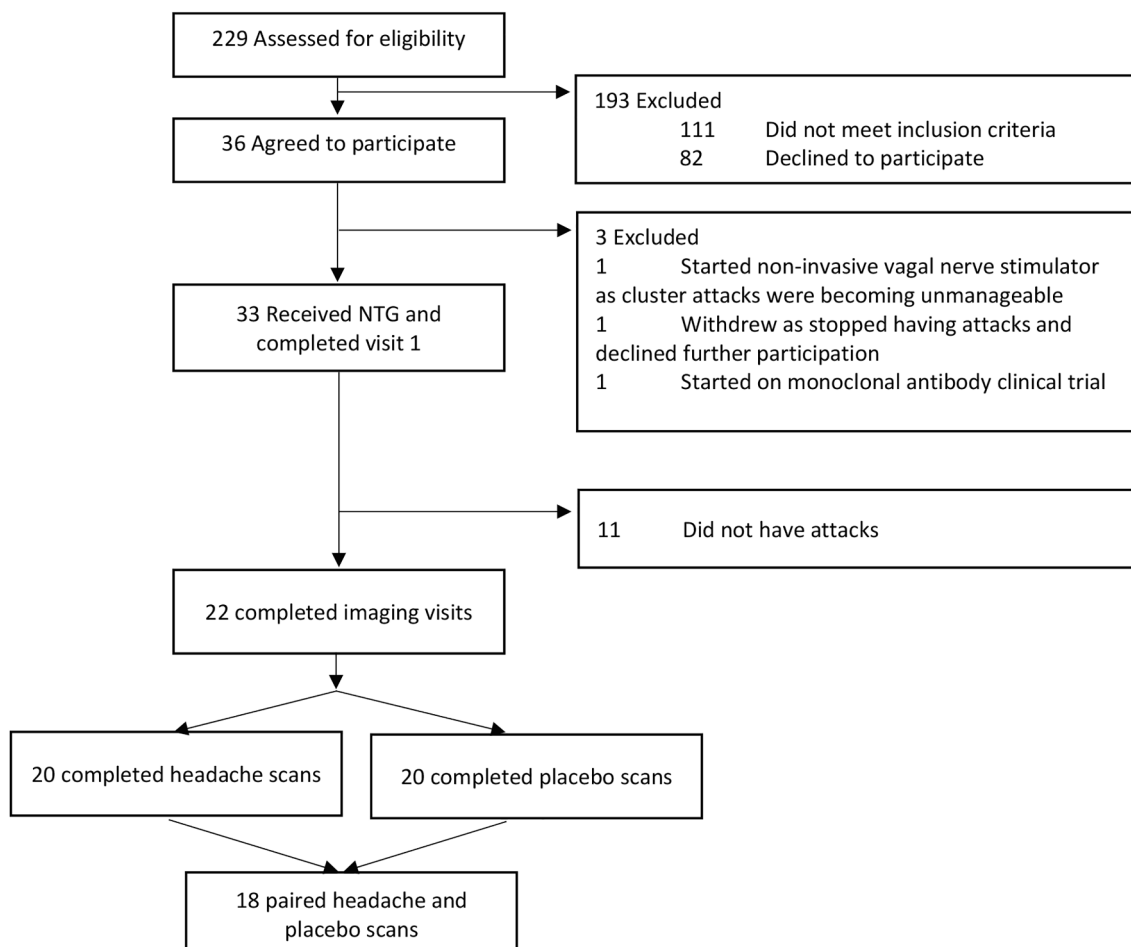 229 Assessed for eligibility
193 Excluded
111 Did not meet inclusion criteria
82 Declined to participate
36 Agreed to participate
3 Excluded
1 Started non-invasive vagal nerve stimulator
as cluster attacks were becoming unmanageable
1 Withdrew as stopped having attacks and
declined further participation
1 Started on monoclonal antibody clinical trial
33 Received NTG and
completed visit 1
11 Did not have attacks
22 completed imaging visits
20 completed headache scans
20 completed placebo scans
18 paired headache and
placebo scans